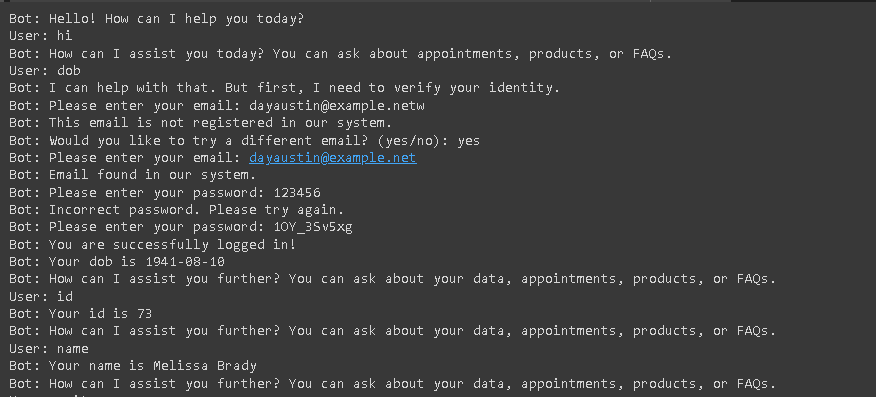 Bot: Hello! How can I help you today?
User: hi
Bot: How can I assist you today? You can ask about appointments, products, or FAQs.
User: dob
Bot: I can help with that. But first, I need to verify your identity.
Bot: Please enter your email: dayaustin@example.netw
Bot: This email is not registered in our system.
Bot: Would you like to try a different email? (yes/no): yes
Bot: Please enter your email: dayaustin@example.net
Bot: Email found in our system.
Bot: Please enter your password: 123456
Bot: Incorrect password. Please try again.
Bot: Please enter your password: 1OY_3Sv5xg
Bot: You are successfully logged in!
Bot: Your dob is 1941-08-10
Bot: How can I assist you further? You can ask about your data, appointments, products, or FAQs.
User: id
Bot: Your id is 73
Bot: How can I assist you further? You can ask about your data, appointments, products, or FAQs.
User: name
Bot: Your name is Melissa Brady
Bot: How can I assist you further? You can ask about your data, appointments, products, or FAQs.